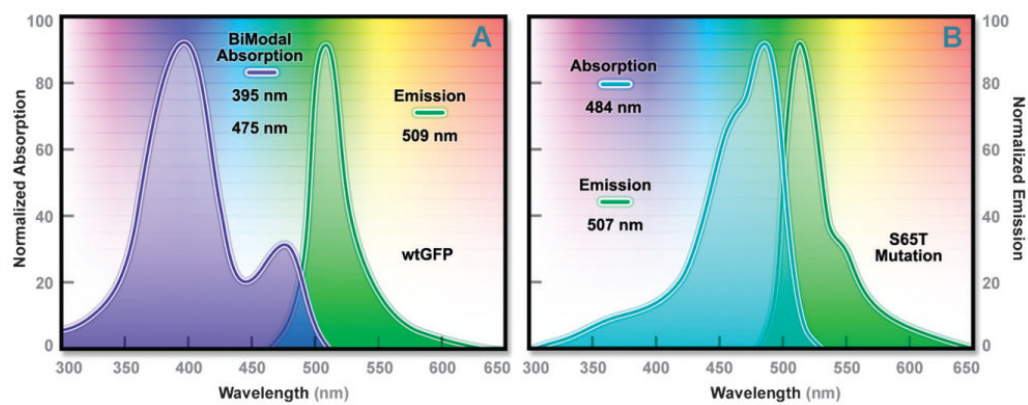 A
BiModal
Absorption
395 nm
475 nm
Emission
509 nm
wtGFP
Normalized Absorption
100
80
60
40
20
0
300 350 400 450 500 550 600 650
Wavelength (nm)
B
Absorption
484 nm
Emission
507 nm
S65T
Mutation
Normalized Emission
100
80
60
40
20
0
300 350 400 450 500 550 600 650
Wavelength (nm)